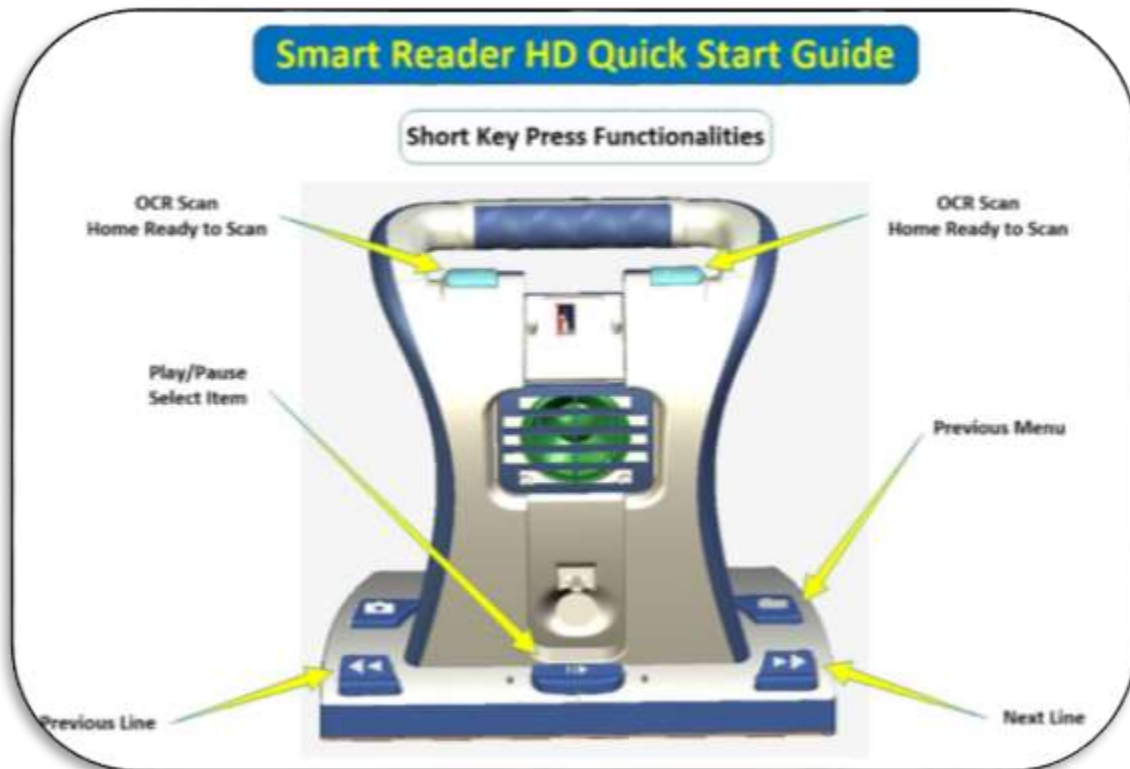 Smart Reader HD Quick Start Guide
Short Key Press Functionalities
OCR Scan
Home Ready to Scan
OCR Scan
Home Ready to Scan
Play/Pause
Select Item
Previous Menu
Previous Line
Next Line